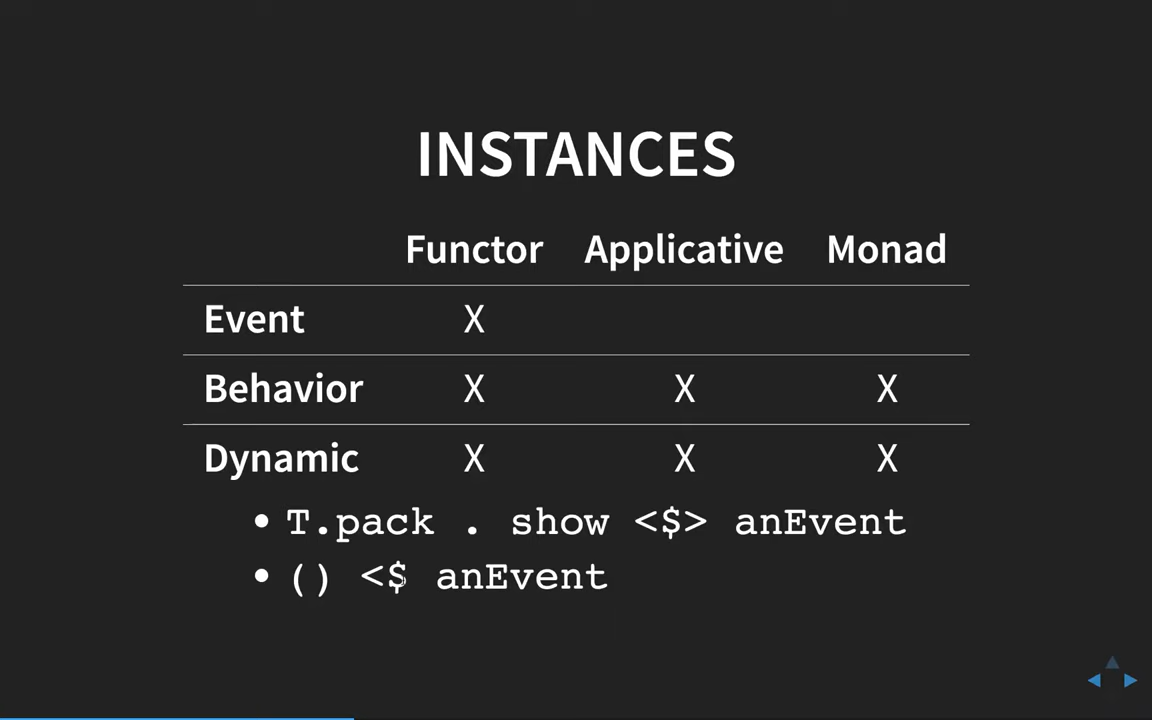 INSTANCES
Functor Applicative Monad
Event X
Behavior X X X
Dynamic X X X
• T.pack . show <$> anEvent
• () <$ anEvent